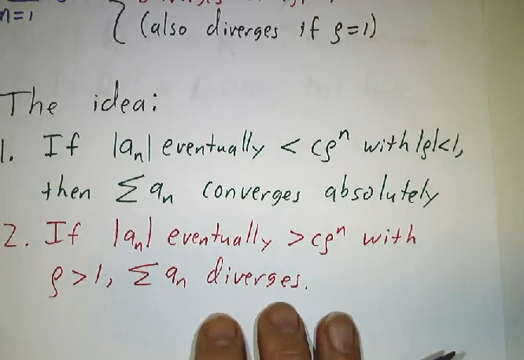 n=1
(also diverges if ρ=1)
The idea:
1. If |aₙ| eventually < cρⁿ with |ρ|<1,
then Σ aₙ converges absolutely
2. If |aₙ| eventually > cρⁿ with
ρ>1, Σ aₙ diverges.